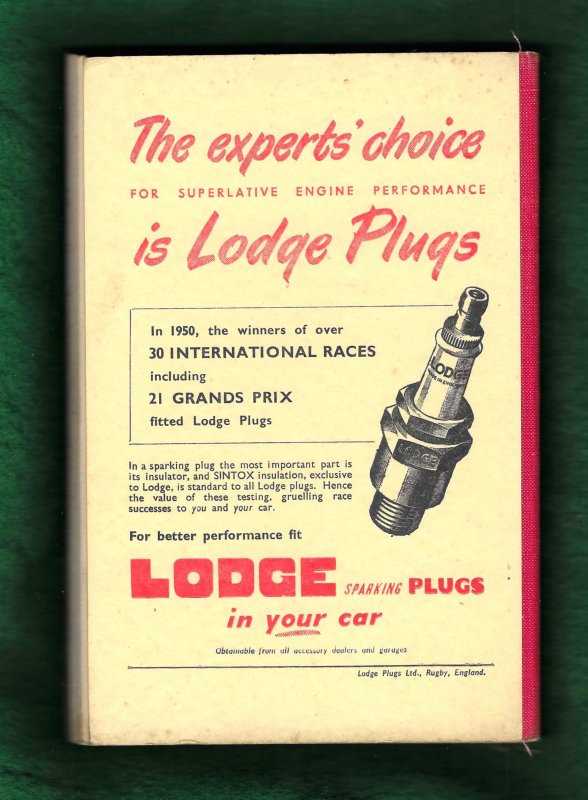 The experts' choice
FOR SUPERLATIVE ENGINE PERFORMANCE
is Lodge Plugs
In 1950, the winners of over
30 INTERNATIONAL RACES
including
21 GRANDS PRIX
fitted Lodge Plugs
LODGE
MADE IN ENGLAND
LODGE
In a sparking plug the most important part is
its insulator, and SINTOX insulation, exclusive
to Lodge, is standard to all Lodge plugs. Hence
the value of these testing, gruelling race
successes to you and your car.
For better performance fit
LODGE SPARKING PLUGS
in your car
Obtainable from all accessory dealers and garages
Lodge Plugs Ltd., Rugby, England.